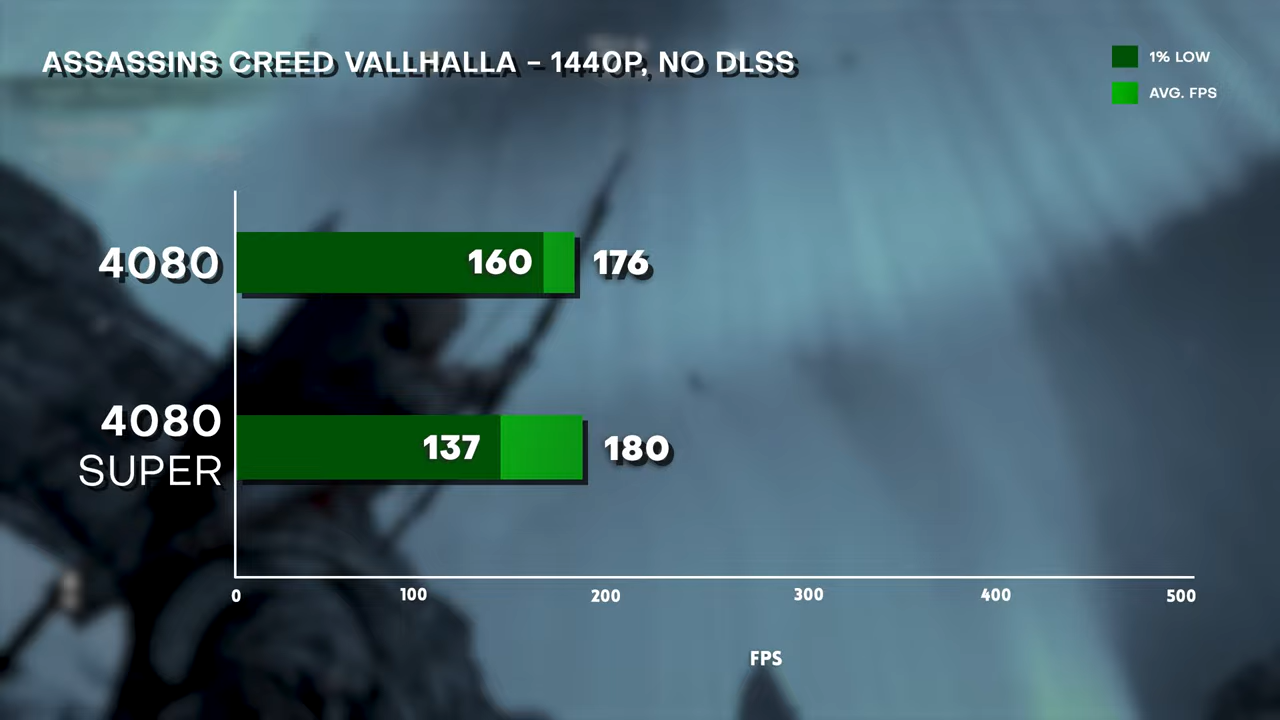 ASSASSINS CREED VALLHALLA – 1440P, NO DLSS
1% LOW
AVG. FPS
4080
160
176
4080
SUPER
137
180
0
100
200
300
400
500
FPS